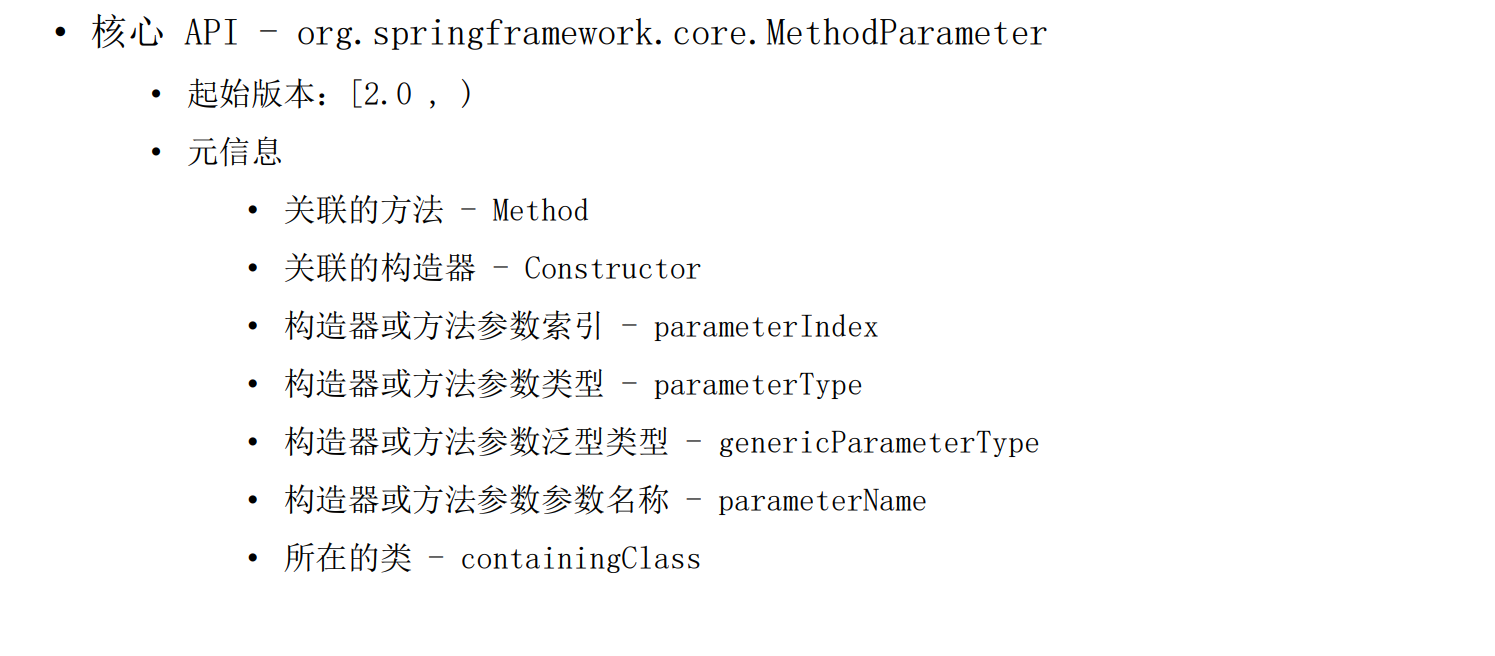 • 核心 API - org.springframework.core.MethodParameter
• 起始版本：[2.0 , )
• 元信息
• 关联的方法 - Method
• 关联的构造器 - Constructor
• 构造器或方法参数索引 - parameterIndex
• 构造器或方法参数类型 - parameterType
• 构造器或方法参数泛型类型 - genericParameterType
• 构造器或方法参数参数名称 - parameterName
• 所在的类 - containingClass